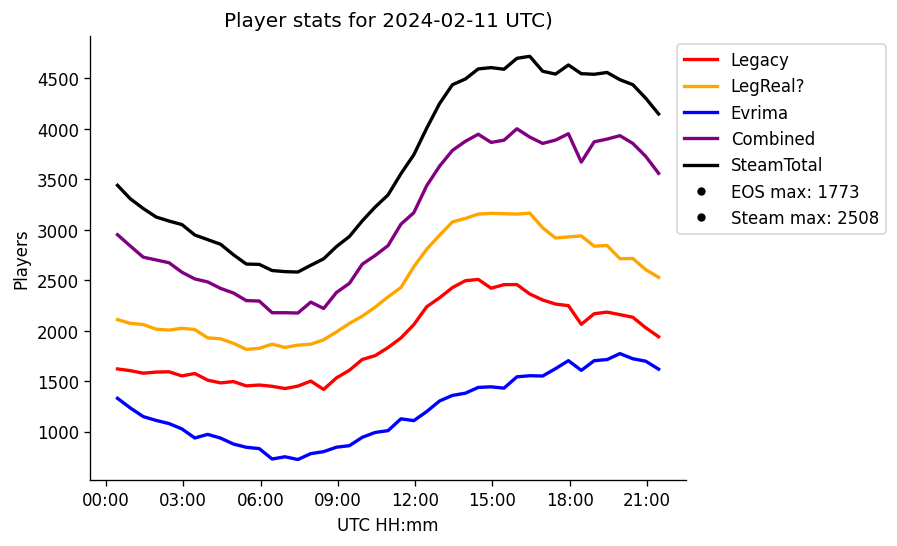 Player stats for 2024-02-11 UTC)
Players
4500
4000
3500
3000
2500
2000
1500
1000
00:00 03:00 06:00 09:00 12:00 15:00 18:00 21:00
UTC HH:mm
Legacy
LegReal?
Evrima
Combined
SteamTotal
EOS max: 1773
Steam max: 2508